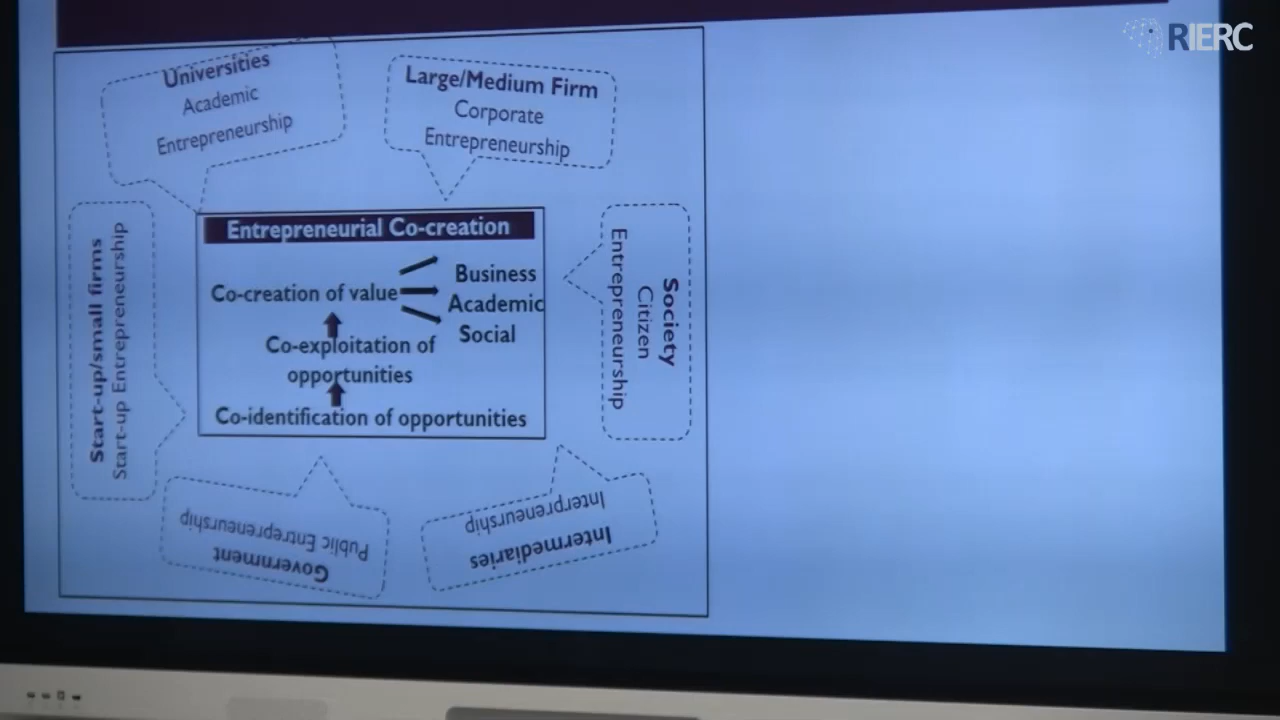 RIERC
Universities
Academic
Entrepreneurship
Large/Medium Firm
Corporate
Entrepreneurship
Start-up/small firms
Start-up Entrepreneurship
Entrepreneurial Co-creation
Co-creation of value
Business
Academic
Social
Co-exploitation of
opportunities
Co-identification of opportunities
Society
Citizen
Entrepreneurship
Government
Public Entrepreneurship
Intermediaries
Interpreneurship